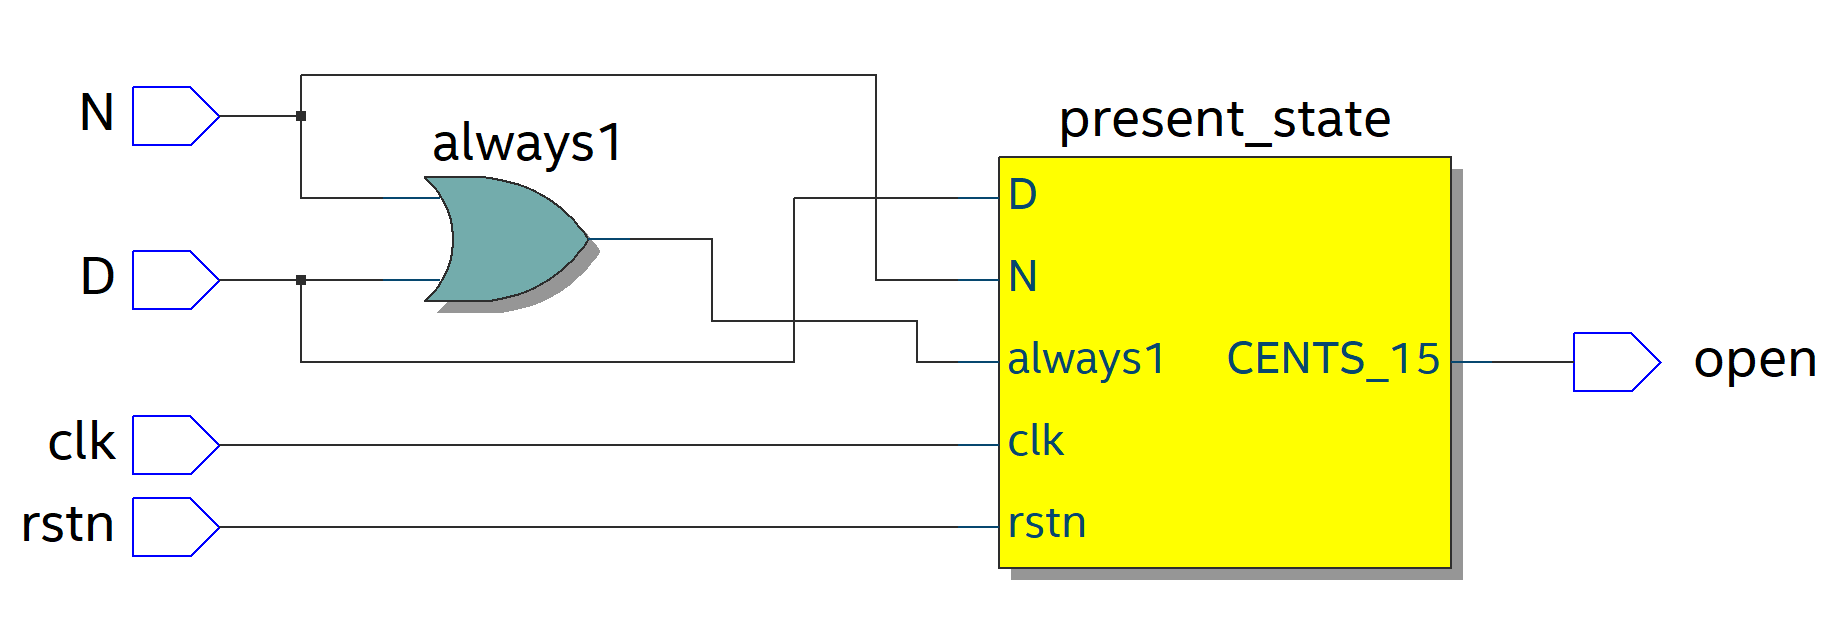 N
always1
present_state
D
D
N
always1
CENTS_15
open
clk
clk
rstn
rstn